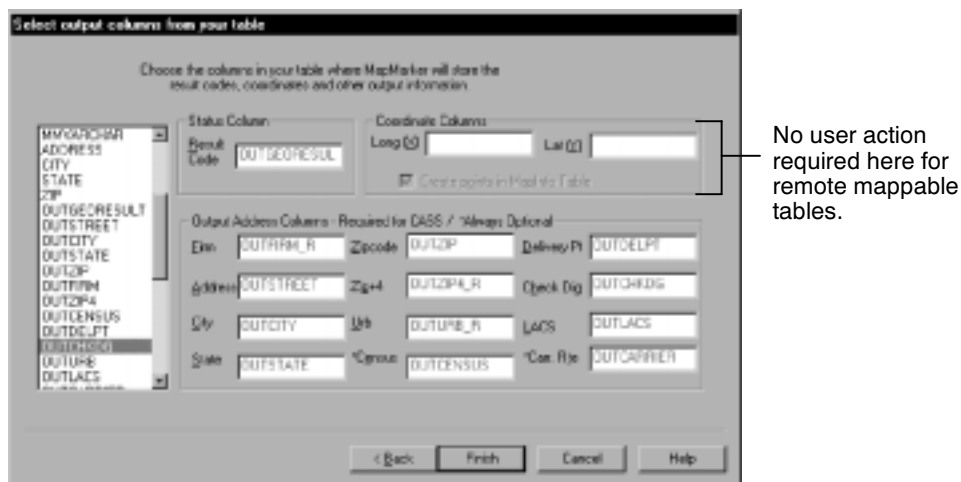 Select output columns from your table
Choose the columns in your table where MapMarker will store the
result codes, coordinates and other output information.
MMVARCHAR
ADDRESS
CITY
STATE
ZIP
OUTGEORESULT
OUTSTREET
OUTCITY
OUTSTATE
OUTZIP
OUTFIRM
OUTZIP4
OUTCENSUS
OUTDELPT
OUTCHKDIG
OUTURB
OUTLACS
Status Column
Result Code OUTGEORESUL
Coordinate Columns
Long (X) Lat (Y)
Create points in MapInfo Table
No user action
required here for
remote mappable
tables.
Output Address Columns - Required for CASS / *Always Optional
Firm OUTFIRM_R Zipcode OUTZIP Delivery Pt OUTDELPT
Address OUTSTREET Zip+4 OUTZIP4_R Check Dig OUTCHKDIG
City OUTCITY Urb OUTURB_R LACS OUTLACS
State OUTSTATE *Census OUTCENSUS *Carr. Rte OUTCARRIER
< Back Finish Cancel Help